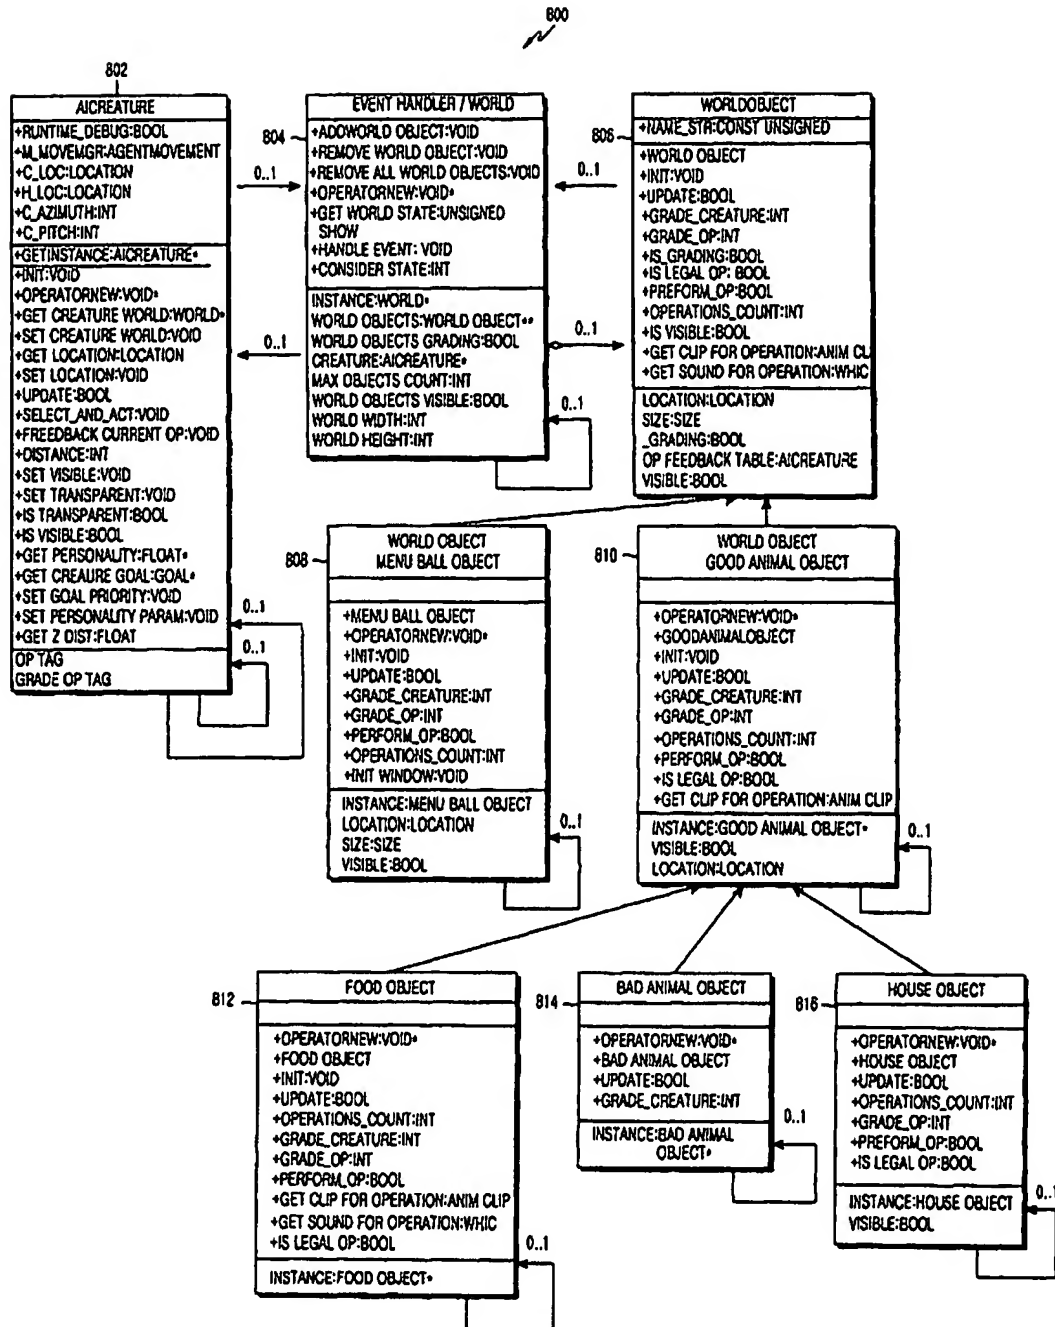 800
802
AICREATURE
+RUNTIME_DEBUG:BOOL
+M_MOVEMGR:AGENTMOVEMENT
+C_LOC:LOCATION
+H_LOC:LOCATION
+C_AZIMUTH:INT
+C_PITCH:INT
+GETINSTANCE:AICREATURE*
+INIT:VOID
+OPERATORNEW:VOID*
+GET CREATURE WORLD:WORLD*
+SET CREATURE WORLD:VOID
+GET LOCATION:LOCATION
+SET LOCATION:VOID
+UPDATE:BOOL
+SELECT_AND_ACT:VOID
+FREEDBACK CURRENT OP:VOID
+DISTANCE:INT
+SET VISIBLE:VOID
+SET TRANSPARENT:VOID
+IS TRANSPARENT:BOOL
+IS VISIBLE:BOOL
+GET PERSONALITY:FLOAT*
+GET CREAURE GOAL:GOAL*
+SET GOAL PRIORITY:VOID
+SET PERSONALITY PARAM:VOID
+GET Z DIST:FLOAT
OP TAG
GRADE OP TAG
0..1
0..1
0..1
0..1
804
EVENT HANDLER / WORLD
+ADOWORLD OBJECT:VOID
+REMOVE WORLD OBJECT:VOID
+REMOVE ALL WORLD OBJECTS:VOID
+OPERATORNEW:VOID*
+GET WORLD STATE:UNSIGNED
SHOW
+HANDLE EVENT: VOID
+CONSIDER STATE:INT
INSTANCE:WORLD*
WORLD OBJECTS:WORLD OBJECT**
WORLD OBJECTS GRADING:BOOL
CREATURE:AICREATURE*
MAX OBJECTS COUNT:INT
WORLD OBJECTS VISIBLE:BOOL
WORLD WIDTH:INT
WORLD HEIGHT:INT
0..1
0..1
0..1
806
WORLDOBJECT
+NAME_STR:CONST UNSIGNED
+WORLD OBJECT
+INIT:VOID
+UPDATE:BOOL
+GRADE_CREATURE:INT
+GRADE_OP:INT
+IS_GRADING:BOOL
+IS LEGAL OP: BOOL
+PREFORM_OP:BOOL
+OPERATIONS_COUNT:INT
+IS VISIBLE:BOOL
+GET CLIP FOR OPERATION:ANIM CL
+GET SOUND FOR OPERATION:WHIC
LOCATION:LOCATION
SIZE:SIZE
_GRADING:BOOL
OP FEEDBACK TABLE:AICREATURE
VISIBLE:BOOL
808
WORLD OBJECT
MENU BALL OBJECT
+MENU BALL OBJECT
+OPERATORNEW:VOID*
+INIT:VOID
+UPDATE:BOOL
+GRADE_CREATURE:INT
+GRADE_OP:INT
+PERFORM_OP:BOOL
+OPERATIONS_COUNT:INT
+INIT WINDOW:VOID
INSTANCE:MENU BALL OBJECT
LOCATION:LOCATION
SIZE:SIZE
VISIBLE:BOOL
0..1
810
WORLD OBJECT
GOOD ANIMAL OBJECT
+OPERATORNEW:VOID*
+GOODANIMALOBJECT
+INIT:VOID
+UPDATE:BOOL
+GRADE_CREATURE:INT
+GRADE_OP:INT
+OPERATIONS_COUNT:INT
+PERFORM_OP:BOOL
+IS LEGAL OP:BOOL
+GET CLIP FOR OPERATION:ANIM CLIP
INSTANCE:GOOD ANIMAL OBJECT*
VISIBLE:BOOL
LOCATION:LOCATION
0..1
812
FOOD OBJECT
+OPERATORNEW:VOID*
+FOOD OBJECT
+INIT:VOID
+UPDATE:BOOL
+OPERATIONS_COUNT:INT
+GRADE_CREATURE:INT
+GRADE_OP:INT
+PERFORM_OP:BOOL
+GET CLIP FOR OPERATION:ANIM CLIP
+GET SOUND FOR OPERATION:WHIC
+IS LEGAL OP:BOOL
INSTANCE:FOOD OBJECT*
0..1
814
BAD ANIMAL OBJECT
+OPERATORNEW:VOID*
+BAD ANIMAL OBJECT
+UPDATE:BOOL
+GRADE_CREATURE:INT
INSTANCE:BAD ANIMAL
OBJECT*
0..1
816
HOUSE OBJECT
+OPERATORNEW:VOID*
+HOUSE OBJECT
+UPDATE:BOOL
+OPERATIONS_COUNT:INT
+GRADE_OP:INT
+PREFORM_OP:BOOL
+IS LEGAL OP:BOOL
INSTANCE:HOUSE OBJECT
VISIBLE:BOOL
0..1